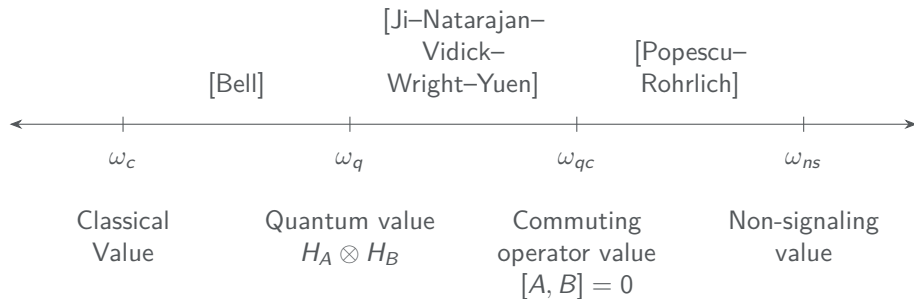 [Ji–Natarajan–
Vidick–
Wright–Yuen]
[Bell]
[Popescu–
Rohrlich]
ω_c
ω_q
ω_qc
ω_ns
Classical
Value
Quantum value
H_A ⊗ H_B
Commuting
operator value
[A, B] = 0
Non-signaling
value